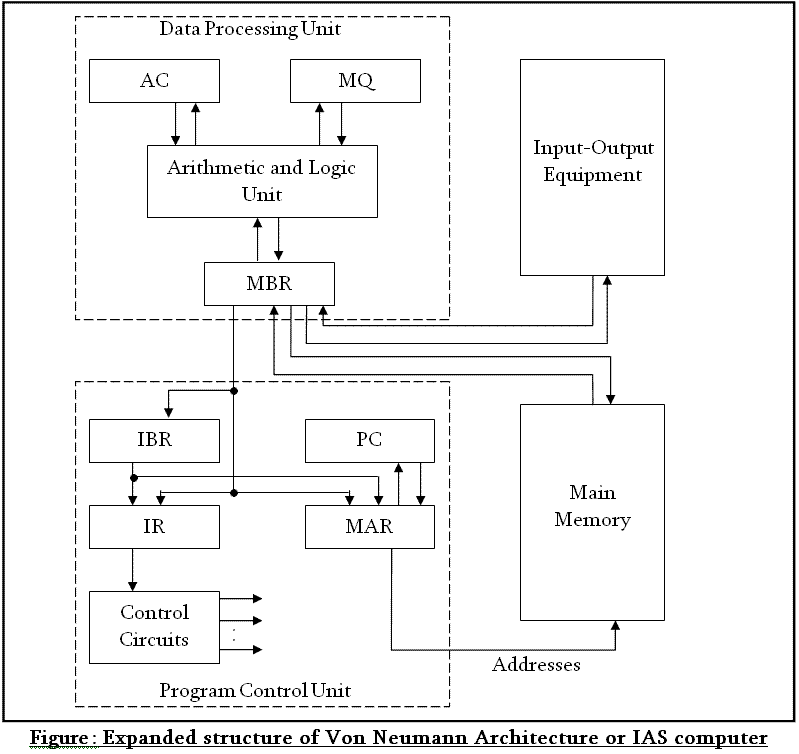 Data Processing Unit
AC
MQ
Arithmetic and Logic
Unit
MBR
Input-Output
Equipment
IBR
PC
IR
MAR
Main
Memory
Control
Circuits
:
Addresses
Program Control Unit
Figure: Expanded structure of Von Neumann Architecture or IAS computer